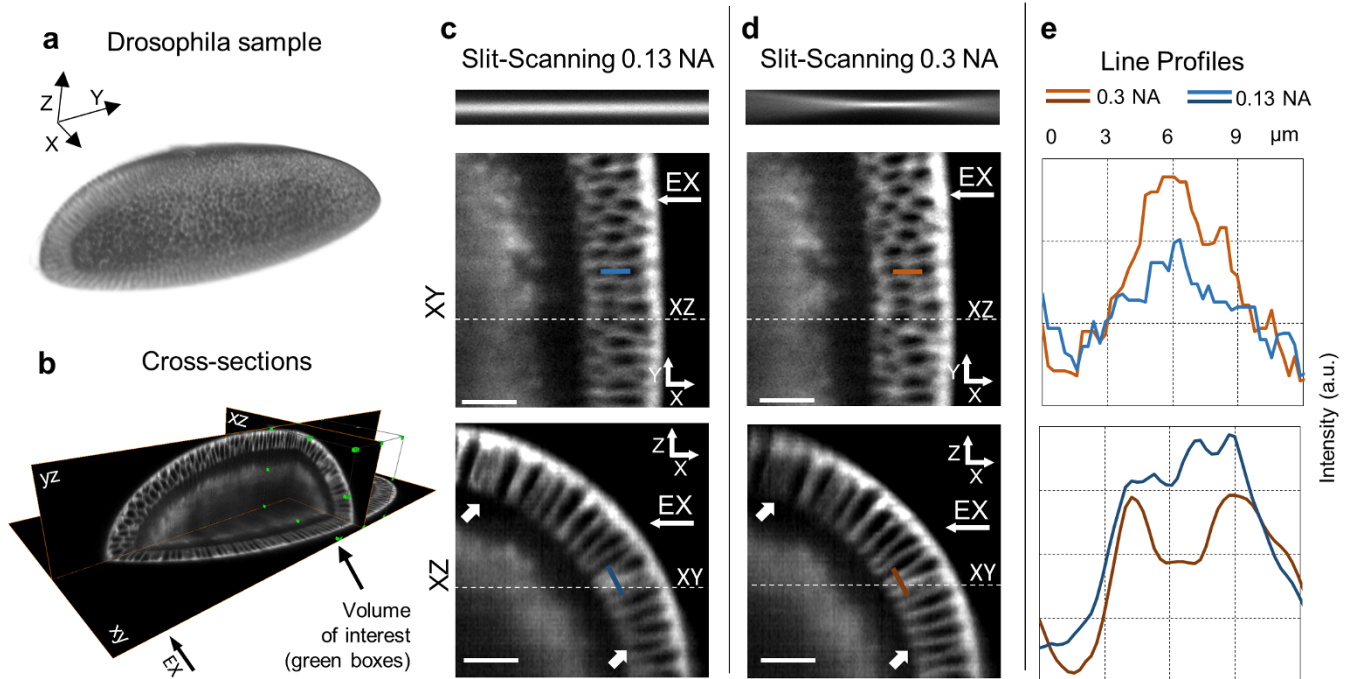 a
Drosophila sample
Z
Y
X
b
Cross-sections
xz
yz
xy
EX
Volume
of interest
(green boxes)
c
Slit-Scanning 0.13 NA
XY
EX
XZ
Y
X
XZ
Z
X
EX
XY
d
Slit-Scanning 0.3 NA
EX
XZ
Y
X
Z
X
EX
XY
e
Line Profiles
0.3 NA 0.13 NA
0 3 6 9 µm
Intensity (a.u.)